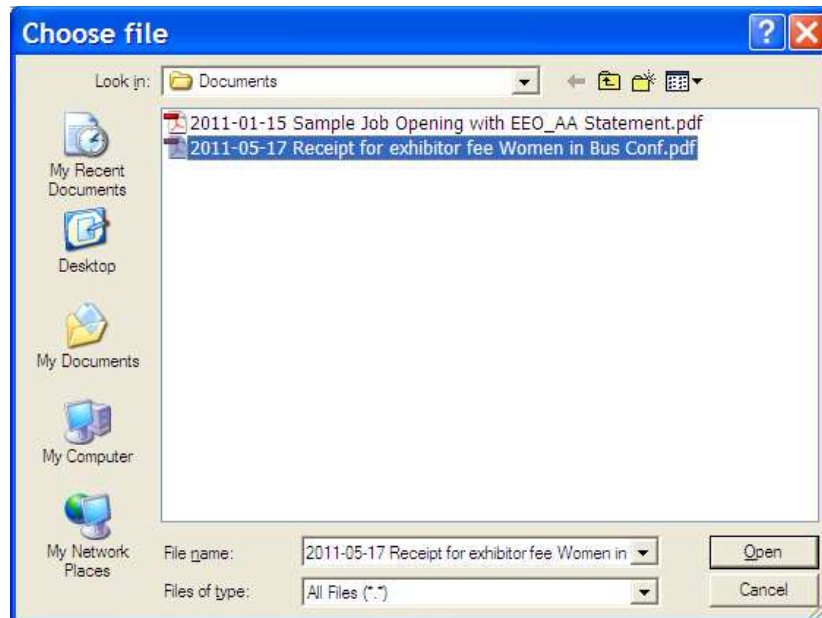 Choose file
Look in: Documents
2011-01-15 Sample Job Opening with EEO_AA Statement.pdf
2011-05-17 Receipt for exhibitor fee Women in Bus Conf.pdf
My Recent
Documents
Desktop
My Documents
My Computer
My Network
Places
File name: 2011-05-17 Receipt for exhibitor fee Women in
Open
Files of type: All Files (*.*)
Cancel